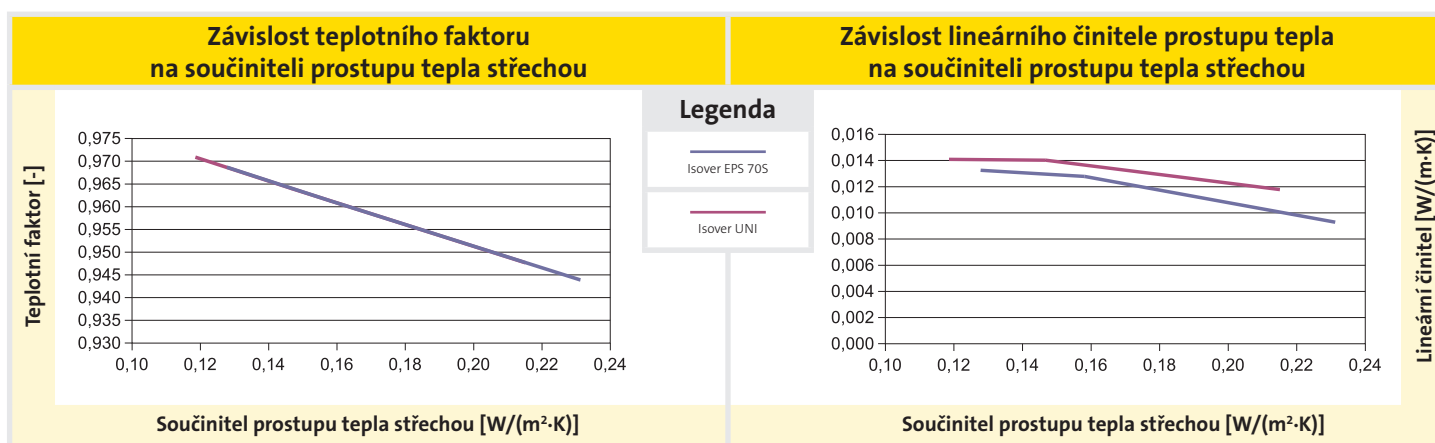 Závislost teplotního faktoru
na součiniteli prostupu tepla střechou
Závislost lineárního činitele prostupu tepla
na součiniteli prostupu tepla střechou
Teplotní faktor [-]
0,975
0,970
0,965
0,960
0,955
0,950
0,945
0,940
0,935
0,930
0,10 0,12 0,14 0,16 0,18 0,20 0,22 0,24
Součinitel prostupu tepla střechou [W/(m²·K)]
Legenda
Isover EPS 70S
Isover UNI
0,016
0,014
0,012
0,010
0,008
0,006
0,004
0,002
0,000
0,10 0,12 0,14 0,16 0,18 0,20 0,22 0,24
Lineární činitel [W/(m·K)]
Součinitel prostupu tepla střechou [W/(m²·K)]